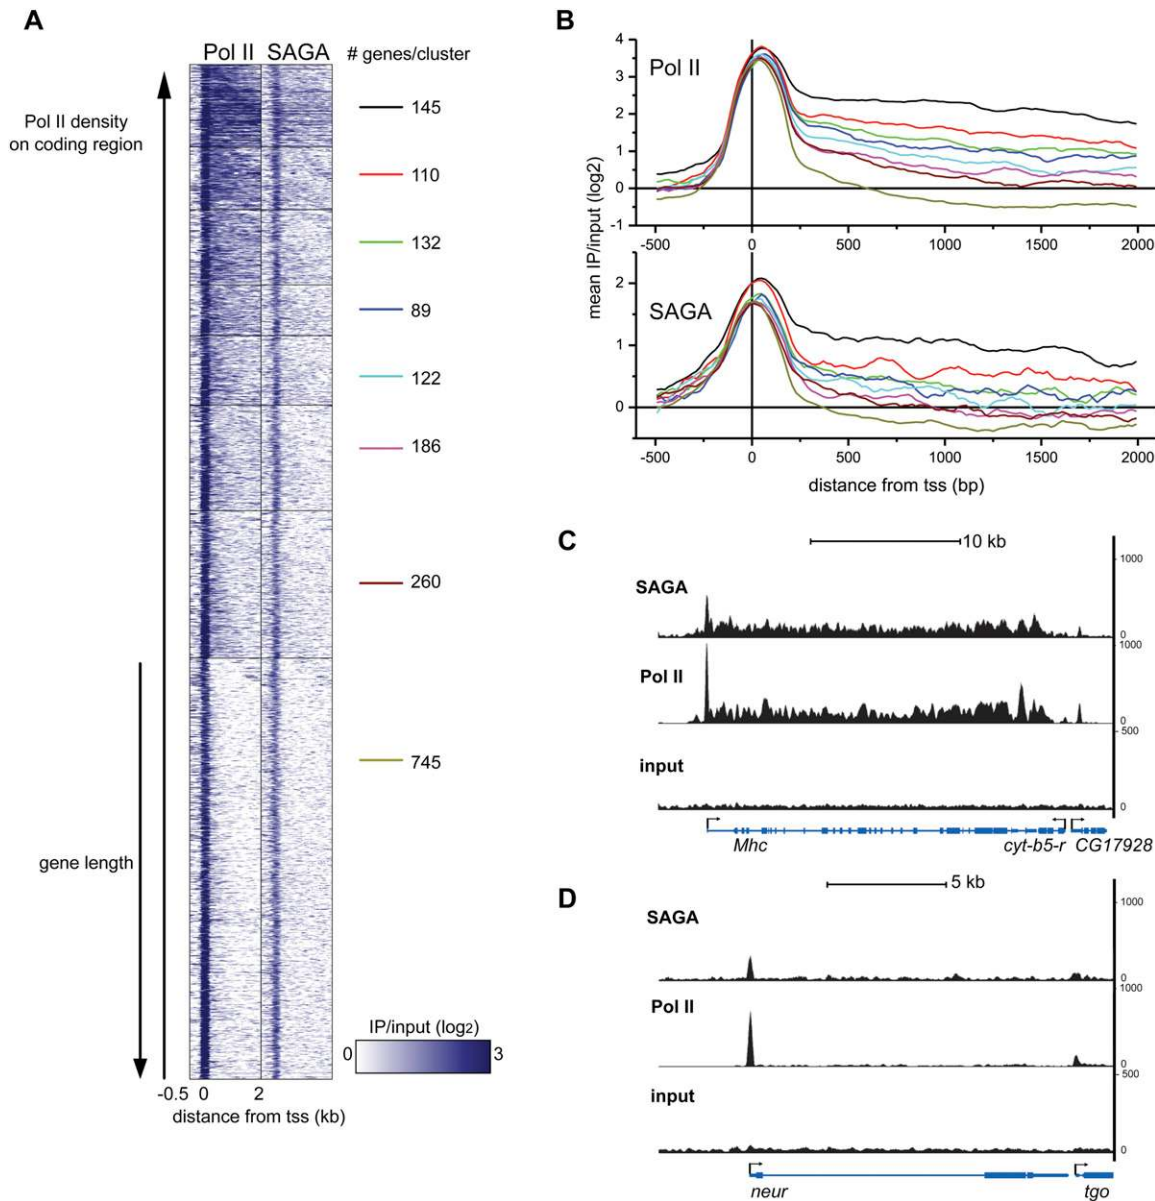 A
Pol II SAGA # genes/cluster
Pol II density
on coding region
145
110
132
89
122
186
260
745
gene length
IP/input (log2)
0 3
-0.5 0 2
distance from tss (kb)
B
mean IP/input (log2)
Pol II
4
3
2
1
0
-1
-500 0 500 1000 1500 2000
SAGA
2
1
0
-500 0 500 1000 1500 2000
distance from tss (bp)
C
10 kb
1000
SAGA
0
1000
Pol II
0
500
input
0
Mhc cyt-b5-r CG17928
D
5 kb
1000
SAGA
0
1000
Pol II
0
500
input
0
neur tgo